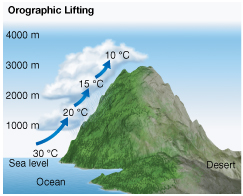 Orographic Lifting
4000 m
10 °C
3000 m
15 °C
2000 m
20 °C
1000 m
30 °C
Sea level
Desert
Ocean